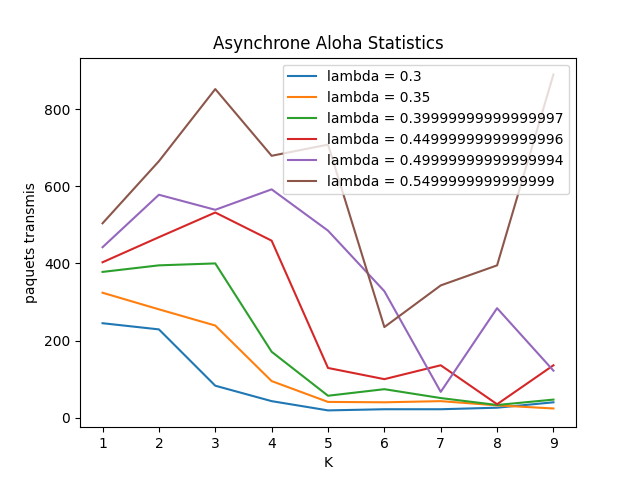 Asynchrone Aloha Statistics
lambda = 0.3
lambda = 0.35
lambda = 0.39999999999999997
lambda = 0.44999999999999996
lambda = 0.49999999999999994
lambda = 0.5499999999999999
800
600
400
200
0
paquets transmis
1 2 3 4 5 6 7 8 9
K